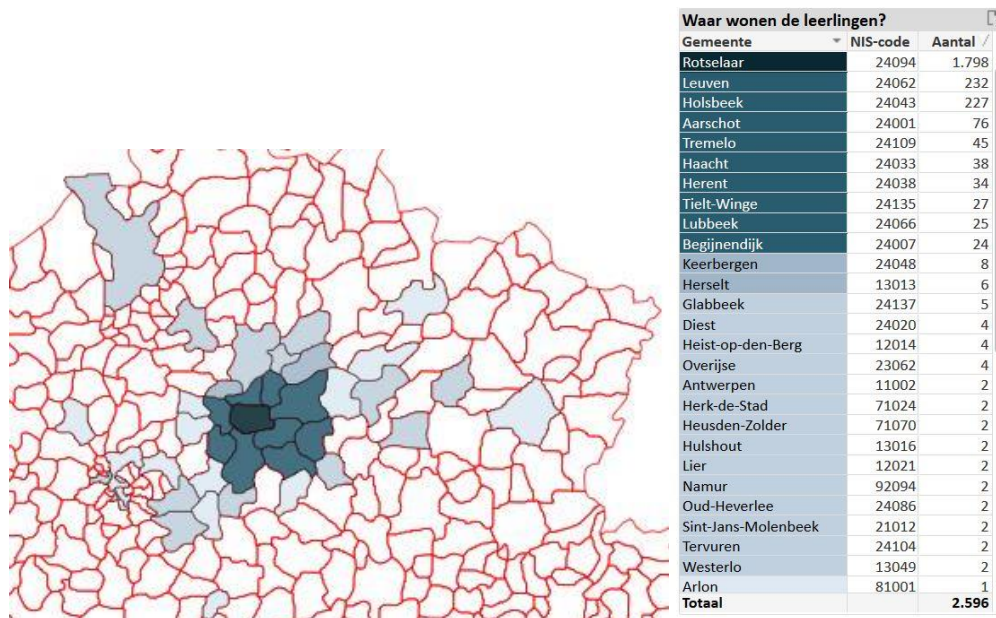 Waar wonen de leerlingen?
Gemeente NIS-code Aantal
Rotselaar 24094 1.798
Leuven 24062 232
Holsbeek 24043 227
Aarschot 24001 76
Tremelo 24109 45
Haacht 24033 38
Herent 24038 34
Tielt-Winge 24135 27
Lubbeek 24066 25
Begijnendijk 24007 24
Keerbergen 24048 8
Herselt 13013 6
Glabbeek 24137 5
Diest 24020 4
Heist-op-den-Berg 12014 4
Overijse 23062 4
Antwerpen 11002 2
Herk-de-Stad 71024 2
Heusden-Zolder 71070 2
Hulshout 13016 2
Lier 12021 2
Namur 92094 2
Oud-Heverlee 24086 2
Sint-Jans-Molenbeek 21012 2
Tervuren 24104 2
Westerlo 13049 2
Arlon 81001 1
Totaal 2.596